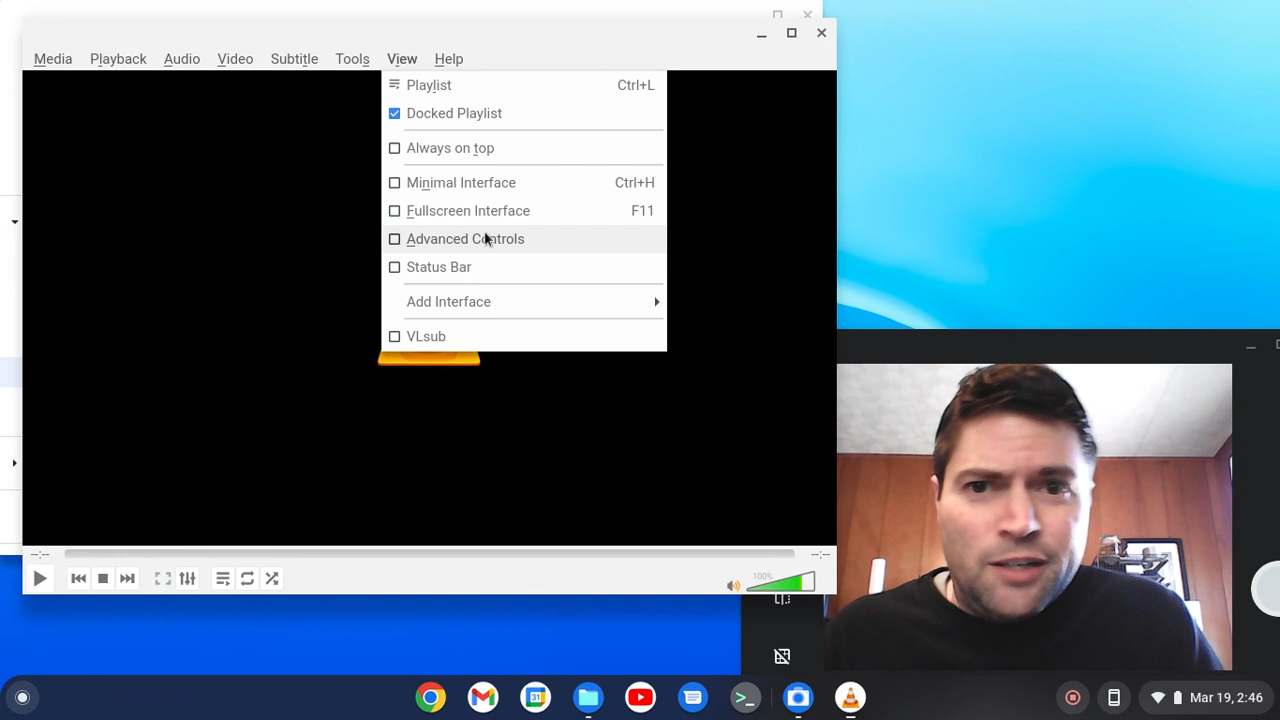 Media Playback Audio Video Subtitle Tools View Help
Playlist Ctrl+L
Docked Playlist
Always on top
Minimal Interface Ctrl+H
Fullscreen Interface F11
Advanced Controls
Status Bar
Add Interface
VLsub
--:-- --:--
100%
31
>_
Mar 19, 2:46